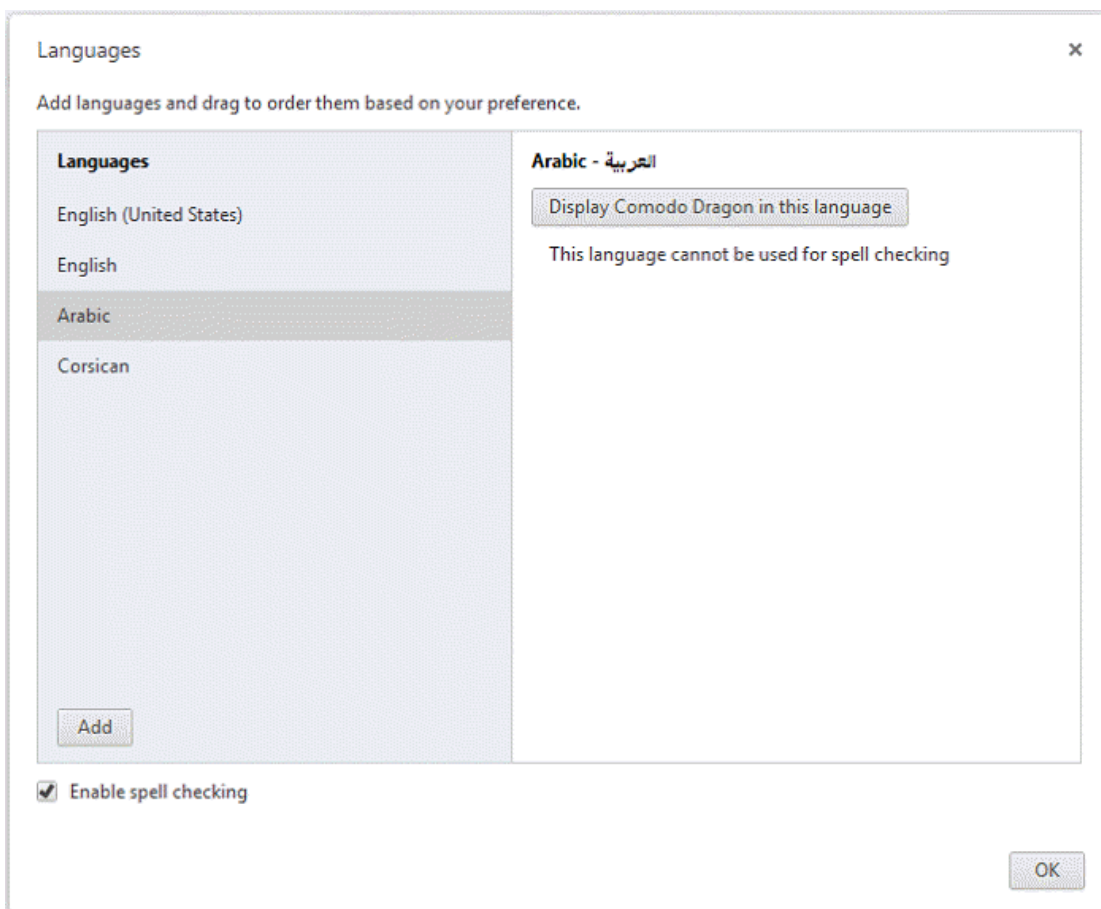 Languages
×
Add languages and drag to order them based on your preference.
Languages
English (United States)
English
Arabic
Corsican
Add
Arabic - العربية
Display Comodo Dragon in this language
This language cannot be used for spell checking
Enable spell checking
OK